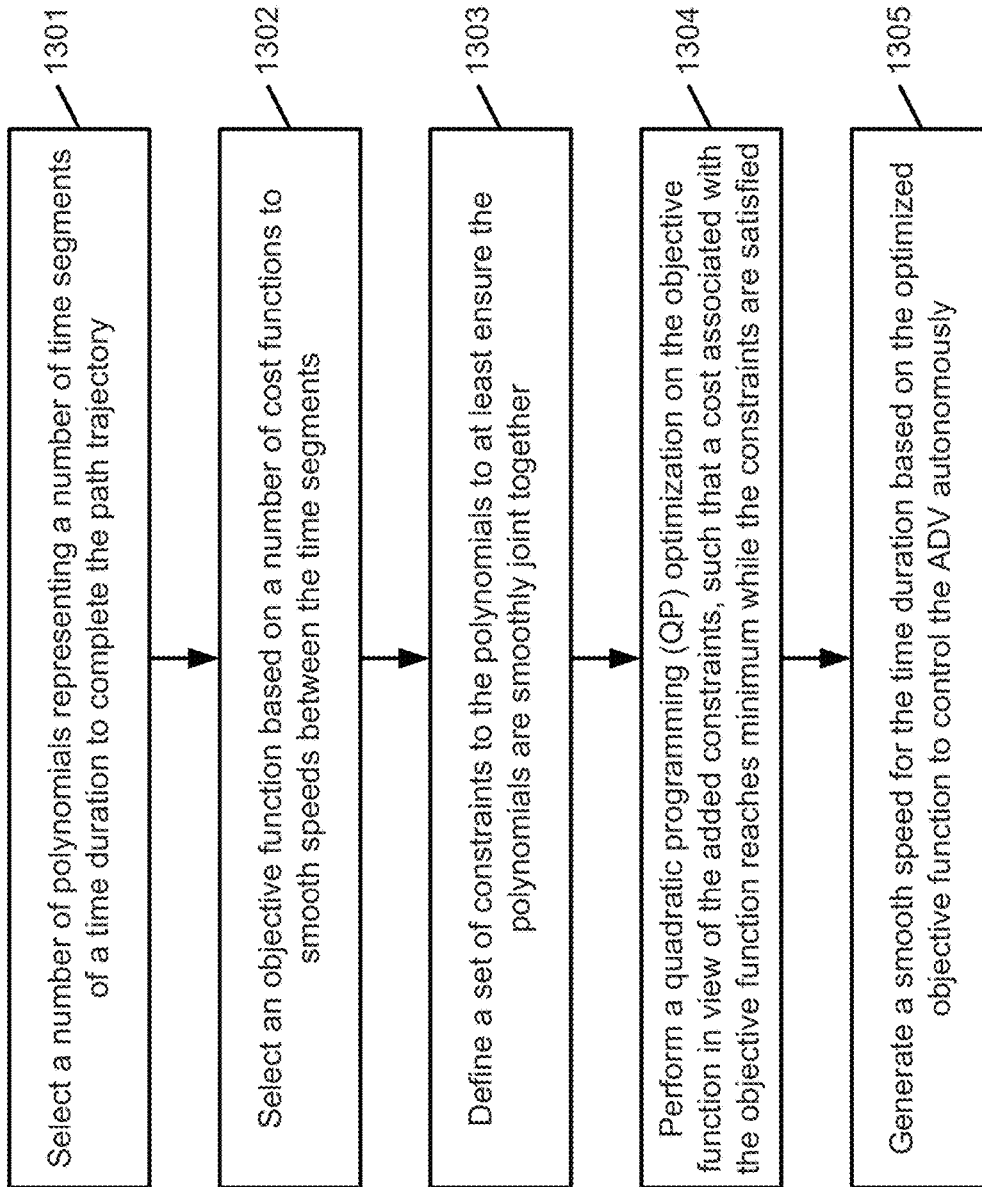 Select a number of polynomials representing a number of time segments
of a time duration to complete the path trajectory
1301
Select an objective function based on a number of cost functions to
smooth speeds between the time segments
1302
Define a set of constraints to the polynomials to at least ensure the
polynomials are smoothly joint together
1303
Perform a quadratic programming (QP) optimization on the objective
function in view of the added constraints, such that a cost associated with
the objective function reaches minimum while the constraints are satisfied
1304
Generate a smooth speed for the time duration based on the optimized
objective function to control the ADV autonomously
1305